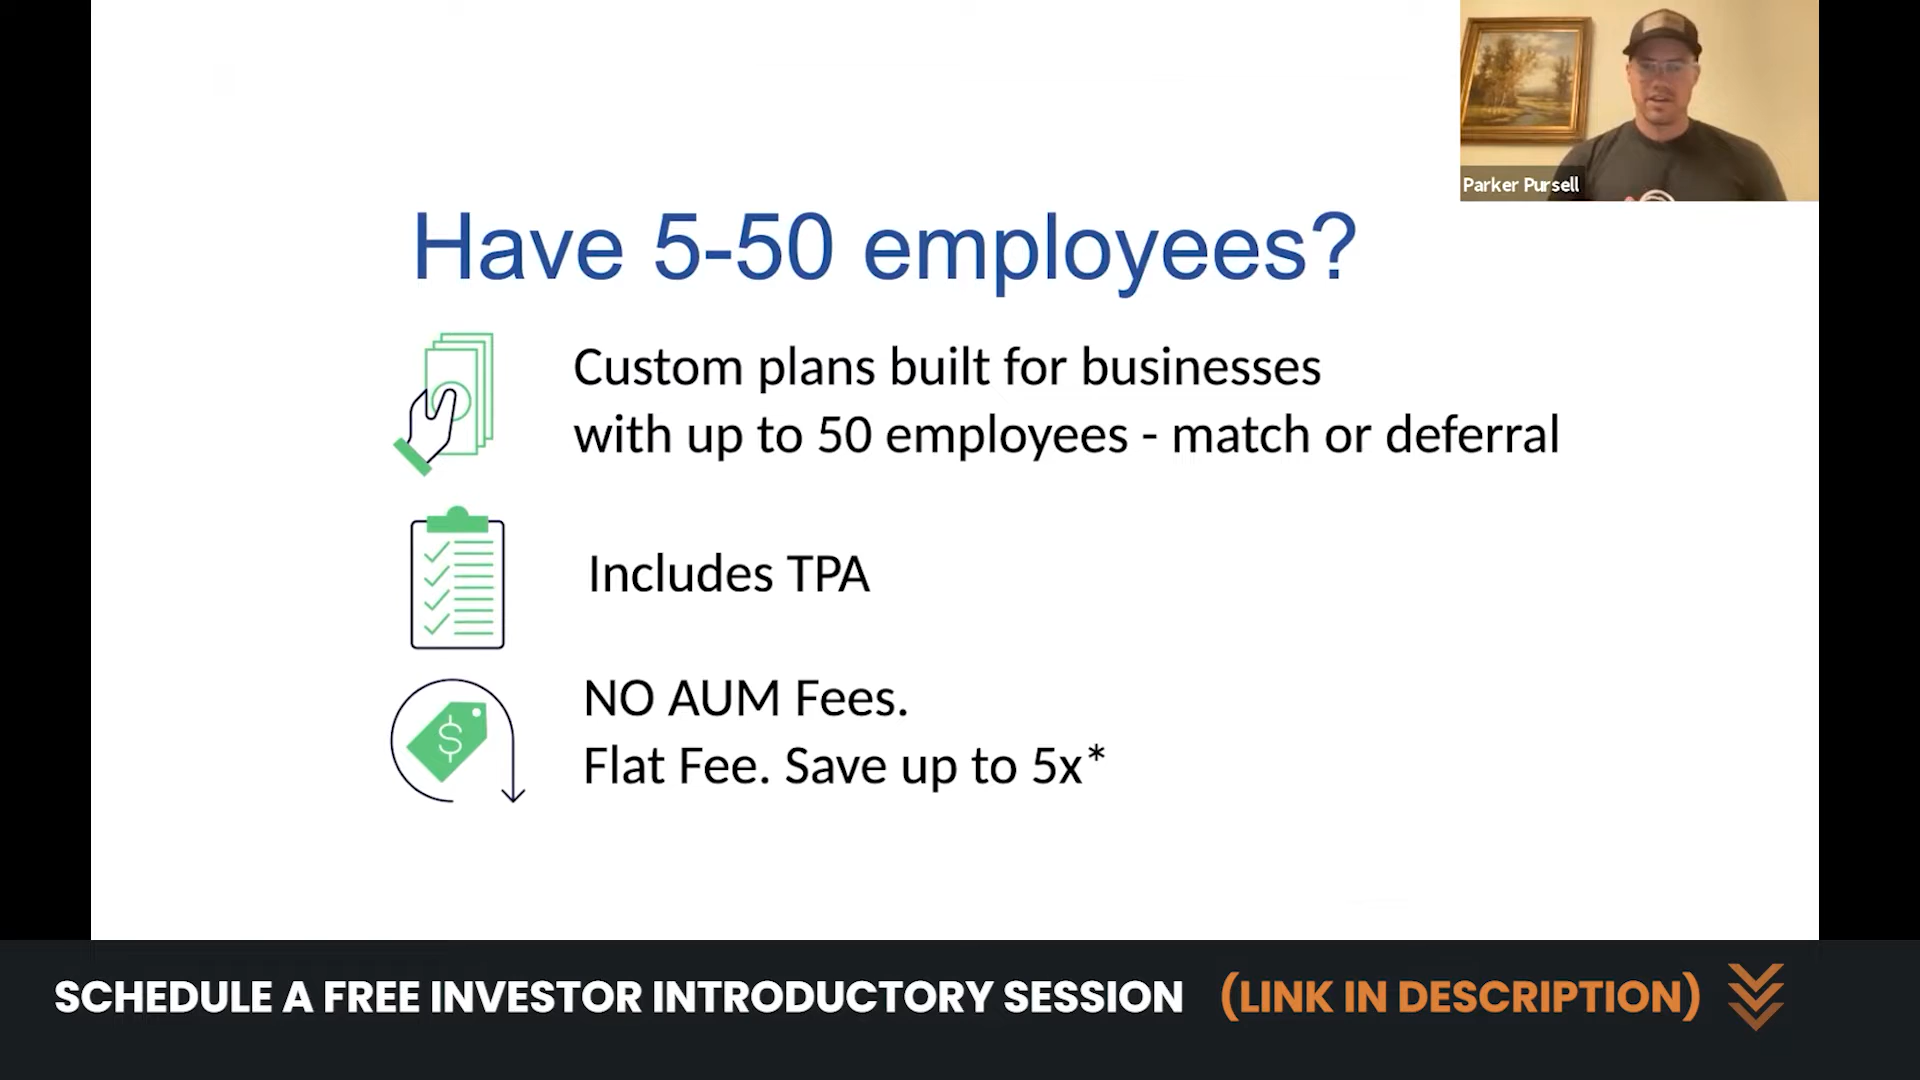 Parker Pursell
Have 5-50 employees?
Custom plans built for businesses
with up to 50 employees - match or deferral
Includes TPA
NO AUM Fees.
Flat Fee. Save up to 5x*
SCHEDULE A FREE INVESTOR INTRODUCTORY SESSION (LINK IN DESCRIPTION)